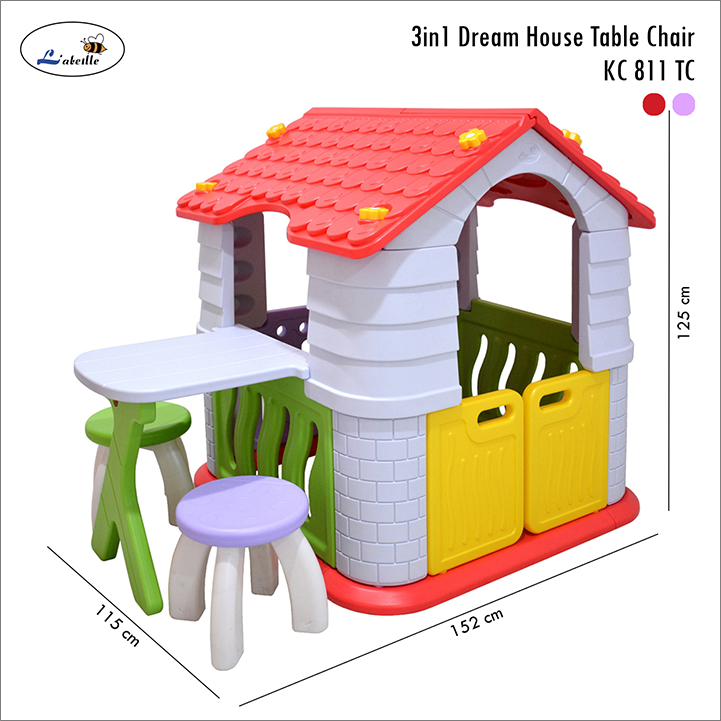 L'abeille
3in1 Dream House Table Chair
KC 811 TC
125 cm
115 cm
152 cm